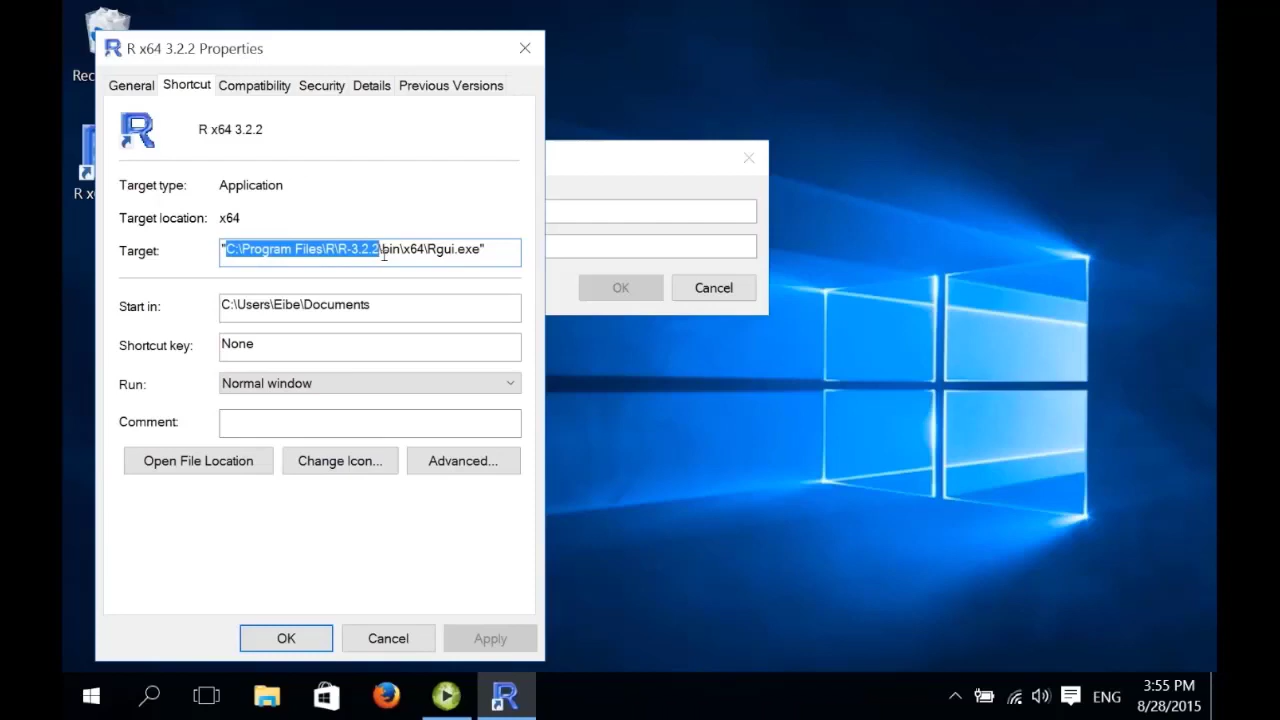 Rec
R x
R x64 3.2.2 Properties
General Shortcut Compatibility Security Details Previous Versions
R x64 3.2.2
Target type: Application
Target location: x64
Target: "C:\Program Files\R\R-3.2.2\bin\x64\Rgui.exe"
Start in: C:\Users\Eibe\Documents
Shortcut key: None
Run: Normal window
Comment:
Open File Location Change Icon... Advanced...
OK Cancel Apply
OK Cancel
ENG
3:55 PM
8/28/2015